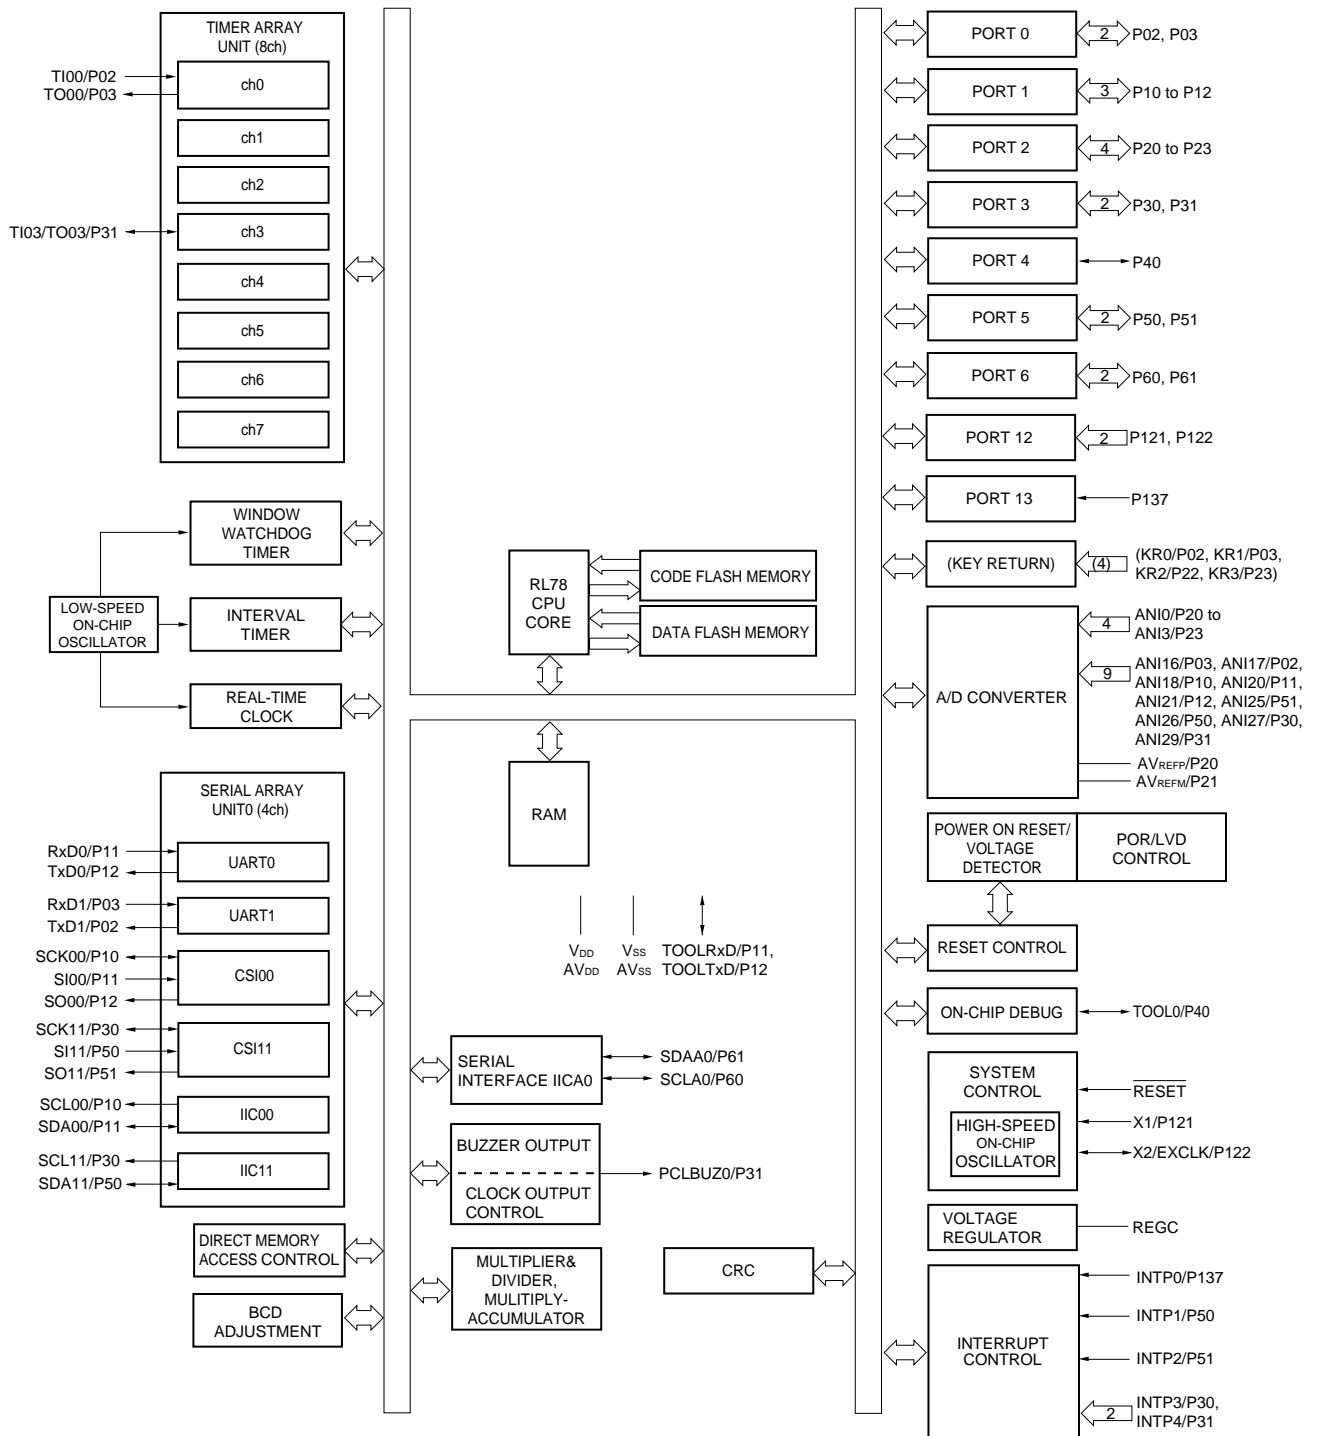 TIMER ARRAY
UNIT (8ch)
TI00/P02
TO00/P03
ch0
ch1
ch2
TI03/TO03/P31
ch3
ch4
ch5
ch6
ch7
WINDOW
WATCHDOG
TIMER
LOW-SPEED
ON-CHIP
OSCILLATOR
INTERVAL
TIMER
REAL-TIME
CLOCK
SERIAL ARRAY
UNIT0 (4ch)
RxD0/P11
TxD0/P12
UART0
RxD1/P03
TxD1/P02
UART1
SCK00/P10
SI00/P11
SO00/P12
CSI00
SCK11/P30
SI11/P50
SO11/P51
CSI11
SCL00/P10
SDA00/P11
IIC00
SCL11/P30
SDA11/P50
IIC11
DIRECT MEMORY
ACCESS CONTROL
BCD
ADJUSTMENT
RL78
CPU
CORE
CODE FLASH MEMORY
DATA FLASH MEMORY
RAM
VDD
AVDD
VSS
AVSS
TOOLRxD/P11,
TOOLTxD/P12
SERIAL
INTERFACE IICA0
SDAA0/P61
SCLA0/P60
BUZZER OUTPUT
CLOCK OUTPUT
CONTROL
PCLBUZ0/P31
MULTIPLIER&
DIVIDER,
MULITIPLY-
ACCUMULATOR
CRC
PORT 0
2
P02, P03
PORT 1
3
P10 to P12
PORT 2
4
P20 to P23
PORT 3
2
P30, P31
PORT 4
P40
PORT 5
2
P50, P51
PORT 6
2
P60, P61
PORT 12
2
P121, P122
PORT 13
P137
(KEY RETURN)
(4)
(KR0/P02, KR1/P03,
KR2/P22, KR3/P23)
A/D CONVERTER
4
ANI0/P20 to
ANI3/P23
9
ANI16/P03, ANI17/P02,
ANI18/P10, ANI20/P11,
ANI21/P12, ANI25/P51,
ANI26/P50, ANI27/P30,
ANI29/P31
AVREFP/P20
AVREFM/P21
POWER ON RESET/
VOLTAGE
DETECTOR
POR/LVD
CONTROL
RESET CONTROL
ON-CHIP DEBUG
TOOL0/P40
SYSTEM
CONTROL
HIGH-SPEED
ON-CHIP
OSCILLATOR
RESET
X1/P121
X2/EXCLK/P122
VOLTAGE
REGULATOR
REGC
INTERRUPT
CONTROL
INTP0/P137
INTP1/P50
INTP2/P51
2
INTP3/P30,
INTP4/P31